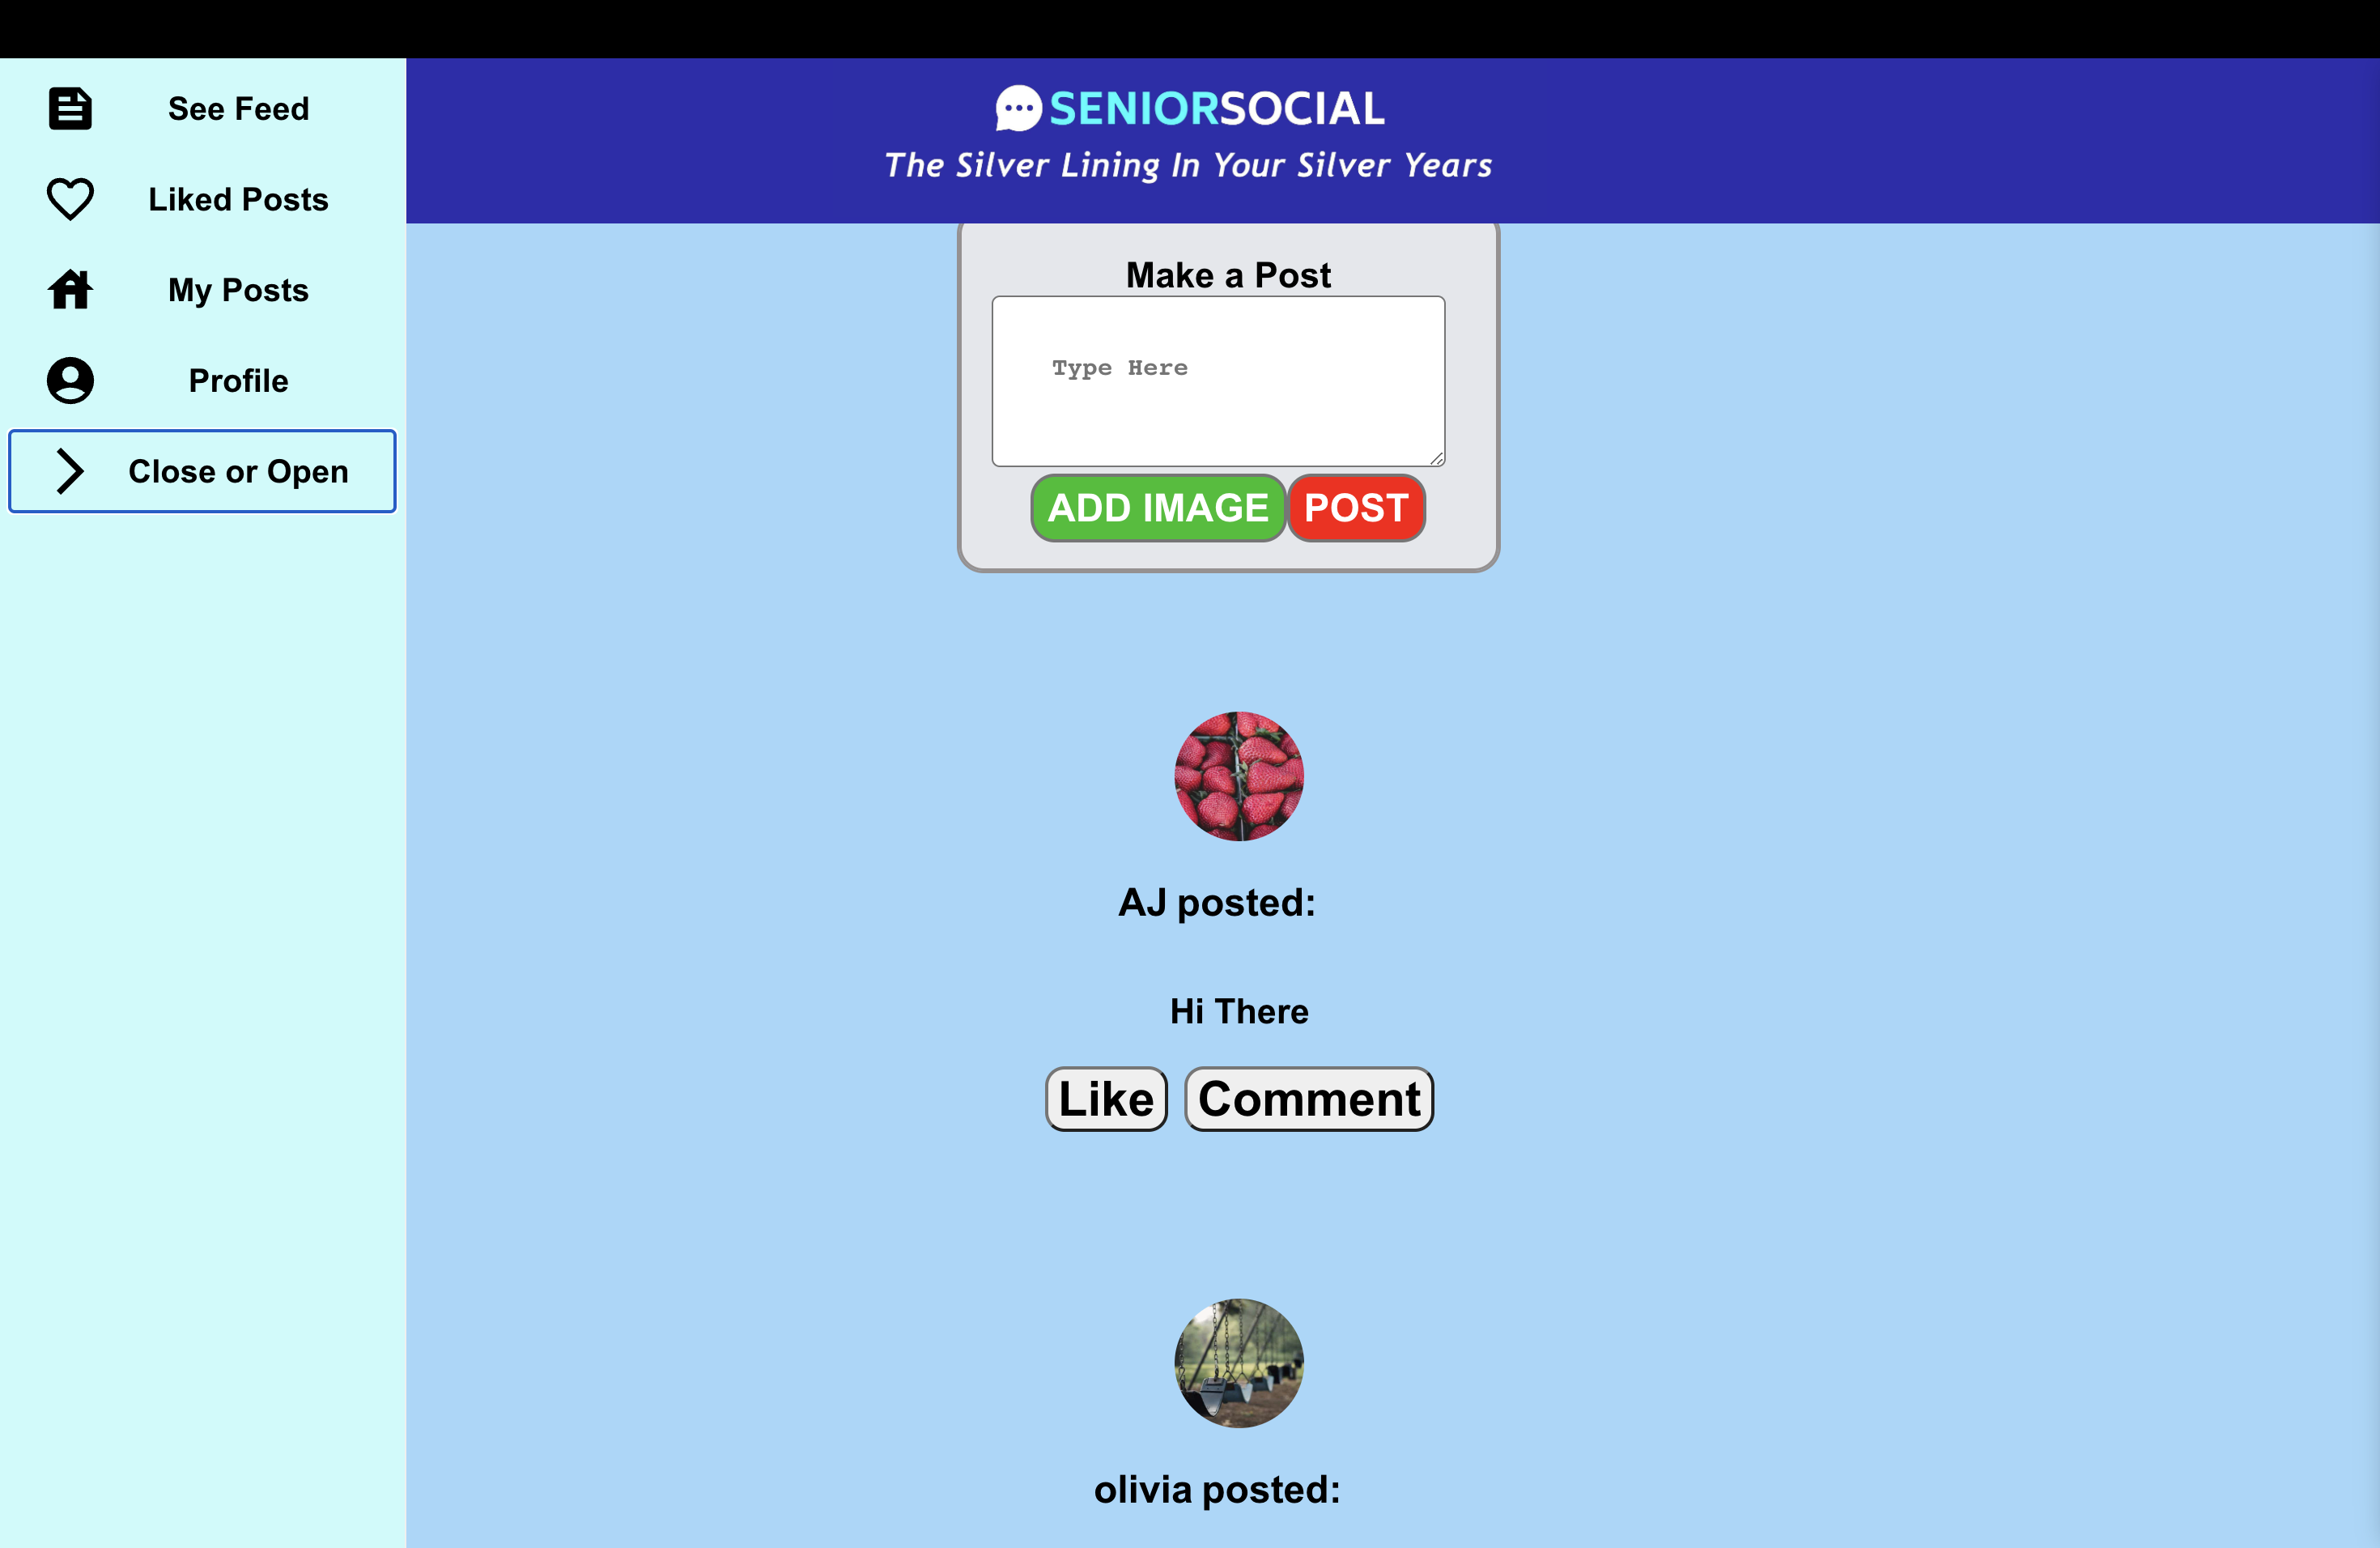 See Feed
Liked Posts
My Posts
Profile
Close or Open
SENIORSOCIAL
The Silver Lining In Your Silver Years
Make a Post
Type Here
ADD IMAGE POST
AJ posted:
Hi There
Like Comment
olivia posted: